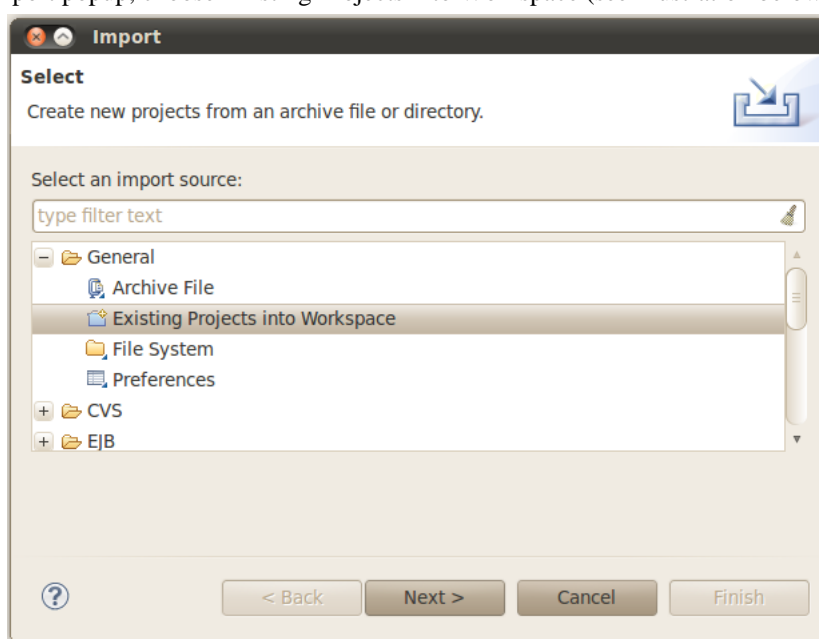 Import
Select
Create new projects from an archive file or directory.
Select an import source:
type filter text
General
Archive File
Existing Projects into Workspace
File System
Preferences
CVS
EJB
< Back Next > Cancel Finish